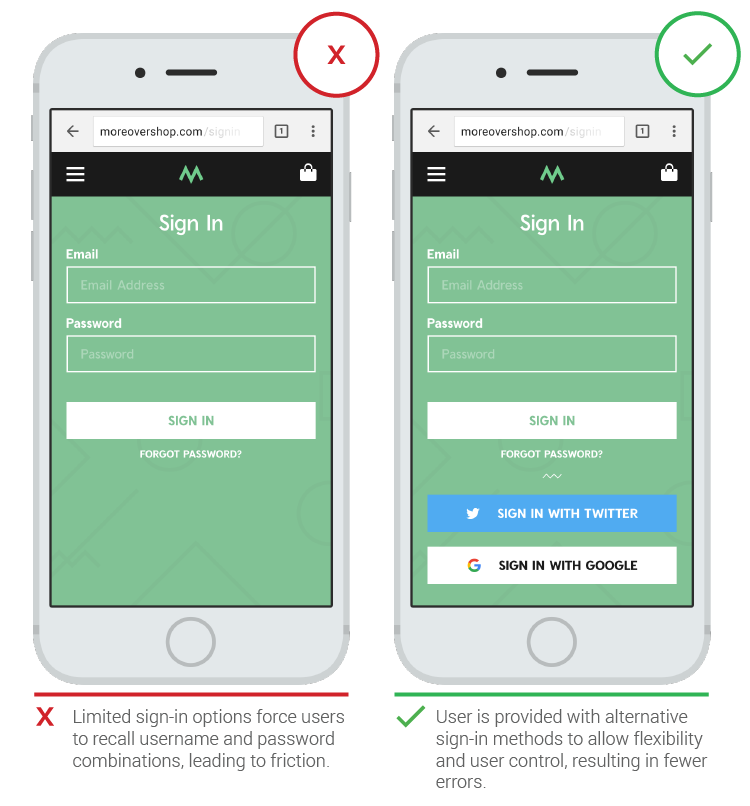 X
moreovershop.com/signin
1
Sign In
Email
Email Address
Password
Password
SIGN IN
FORGOT PASSWORD?
X
Limited sign-in options force users
to recall username and password
combinations, leading to friction.
moreovershop.com/signin
1
Sign In
Email
Email Address
Password
Password
SIGN IN
FORGOT PASSWORD?
SIGN IN WITH TWITTER
G SIGN IN WITH GOOGLE
User is provided with alternative
sign-in methods to allow flexibility
and user control, resulting in fewer
errors.